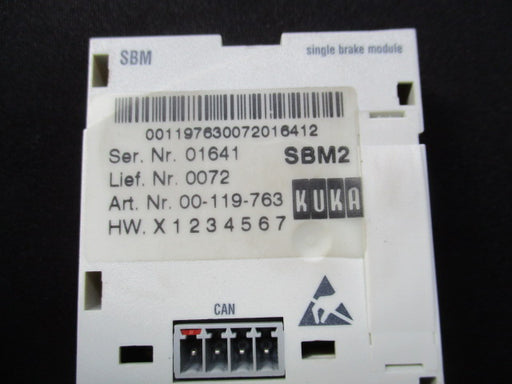 SBM
single brake module
001197630072016412
Ser. Nr. 01641
SBM2
Lief. Nr. 0072
Art. Nr. 00-119-763
KUKA
HW. X 1 2 3 4 5 6 7
CAN